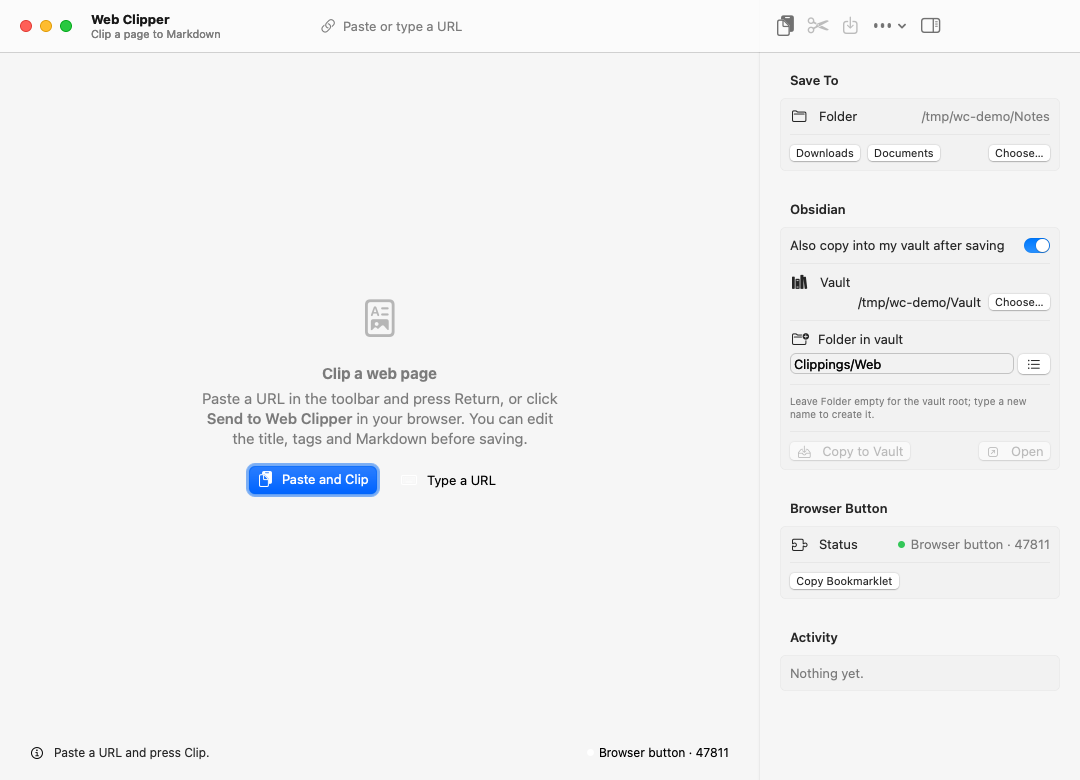 Web Clipper
Clip a page to Markdown
Paste or type a URL
Clip a web page
Paste a URL in the toolbar and press Return, or click
Send to Web Clipper in your browser. You can edit
the title, tags and Markdown before saving.
Paste and Clip
Type a URL
Paste a URL and press Clip.
Browser button · 47811
Save To
Folder
/tmp/wc-demo/Notes
Downloads
Documents
Choose...
Obsidian
Also copy into my vault after saving
Vault
/tmp/wc-demo/Vault
Choose...
Folder in vault
Clippings/Web
Leave Folder empty for the vault root; type a new
name to create it.
Copy to Vault
Open
Browser Button
Status
Browser button · 47811
Copy Bookmarklet
Activity
Nothing yet.